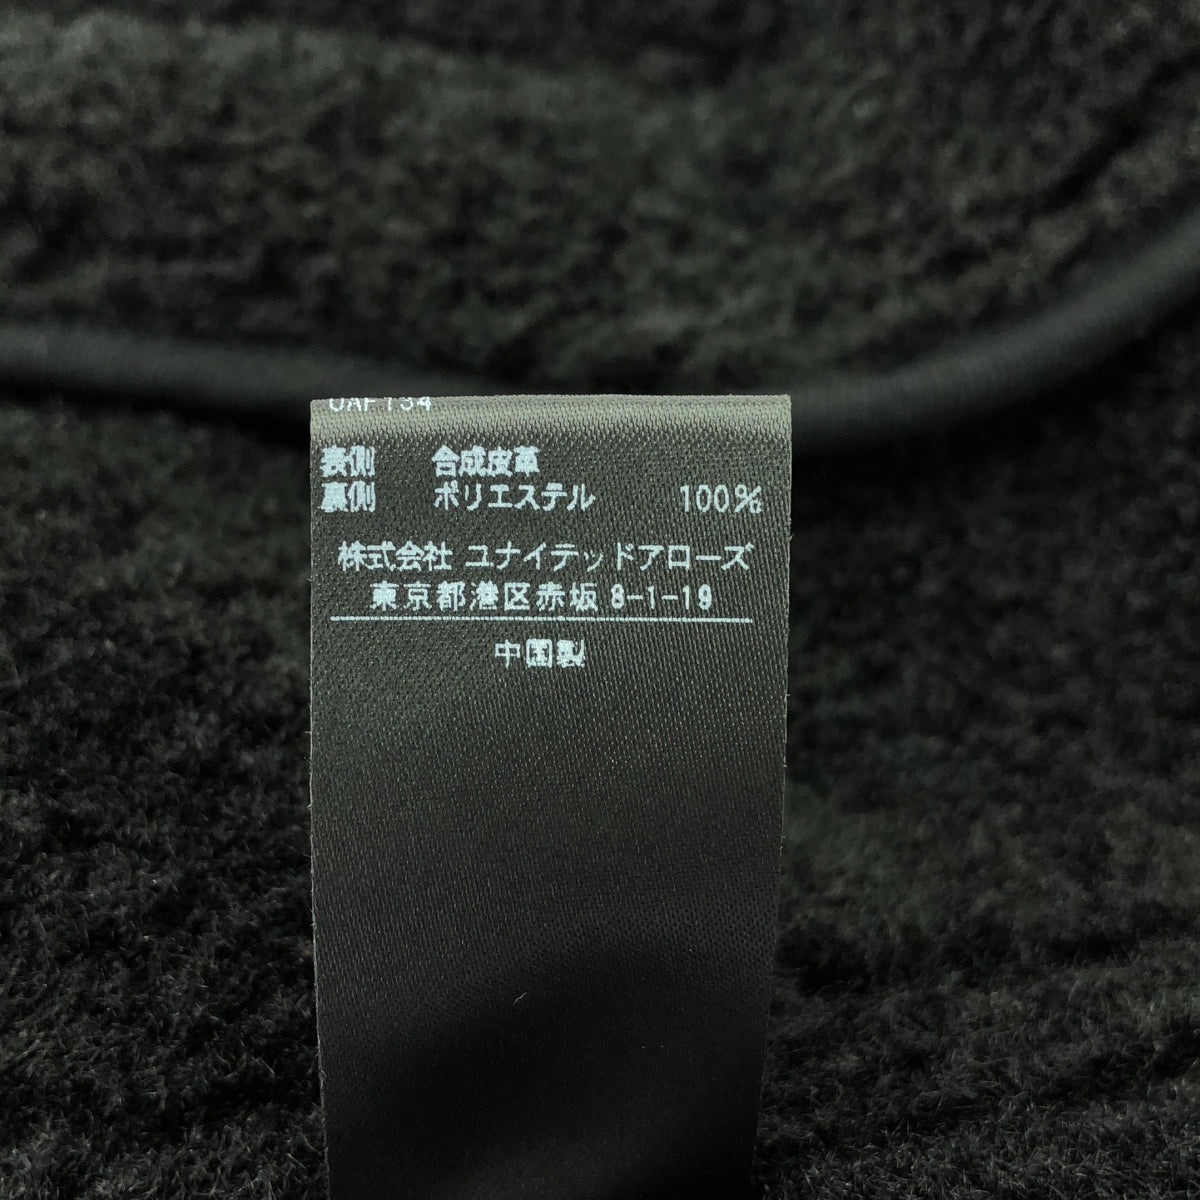 表側 合成皮革
裏側 ポリエステル 100%
株式会社 ユナイテッドアローズ
東京都港区赤坂 8-1-19
中国製